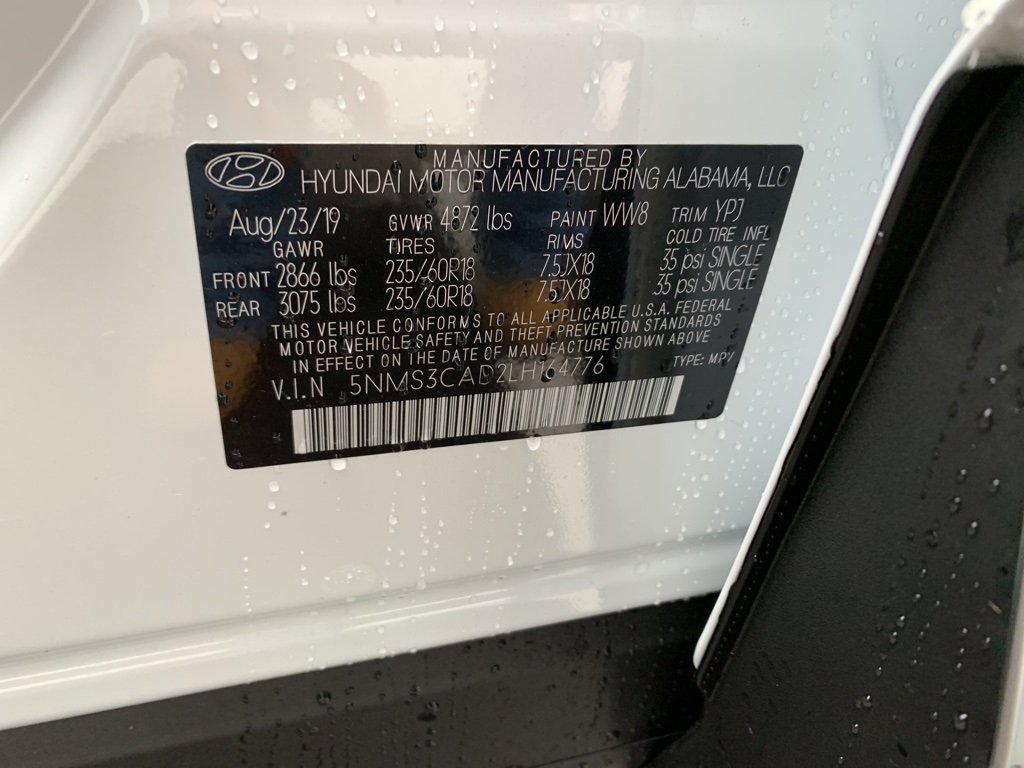 MANUFACTURED BY
HYUNDAI MOTOR MANUFACTURING ALABAMA, LLC
Aug/23/19 GVWR 4872 lbs PAINT WW8 TRIM YPJ
GAWR TIRES RIMS COLD TIRE INFL
FRONT 2866 lbs 235/60R18 7.5JX18 35 psi SINGLE
REAR 3075 lbs 235/60R18 7.5JX18 35 psi SINGLE
THIS VEHICLE CONFORMS TO ALL APPLICABLE U.S.A. FEDERAL
MOTOR VEHICLE SAFETY AND THEFT PREVENTION STANDARDS
IN EFFECT ON THE DATE OF MANUFACTURE SHOWN ABOVE
V.I.N 5NMS3CAD2LH164776 TYPE: MPV